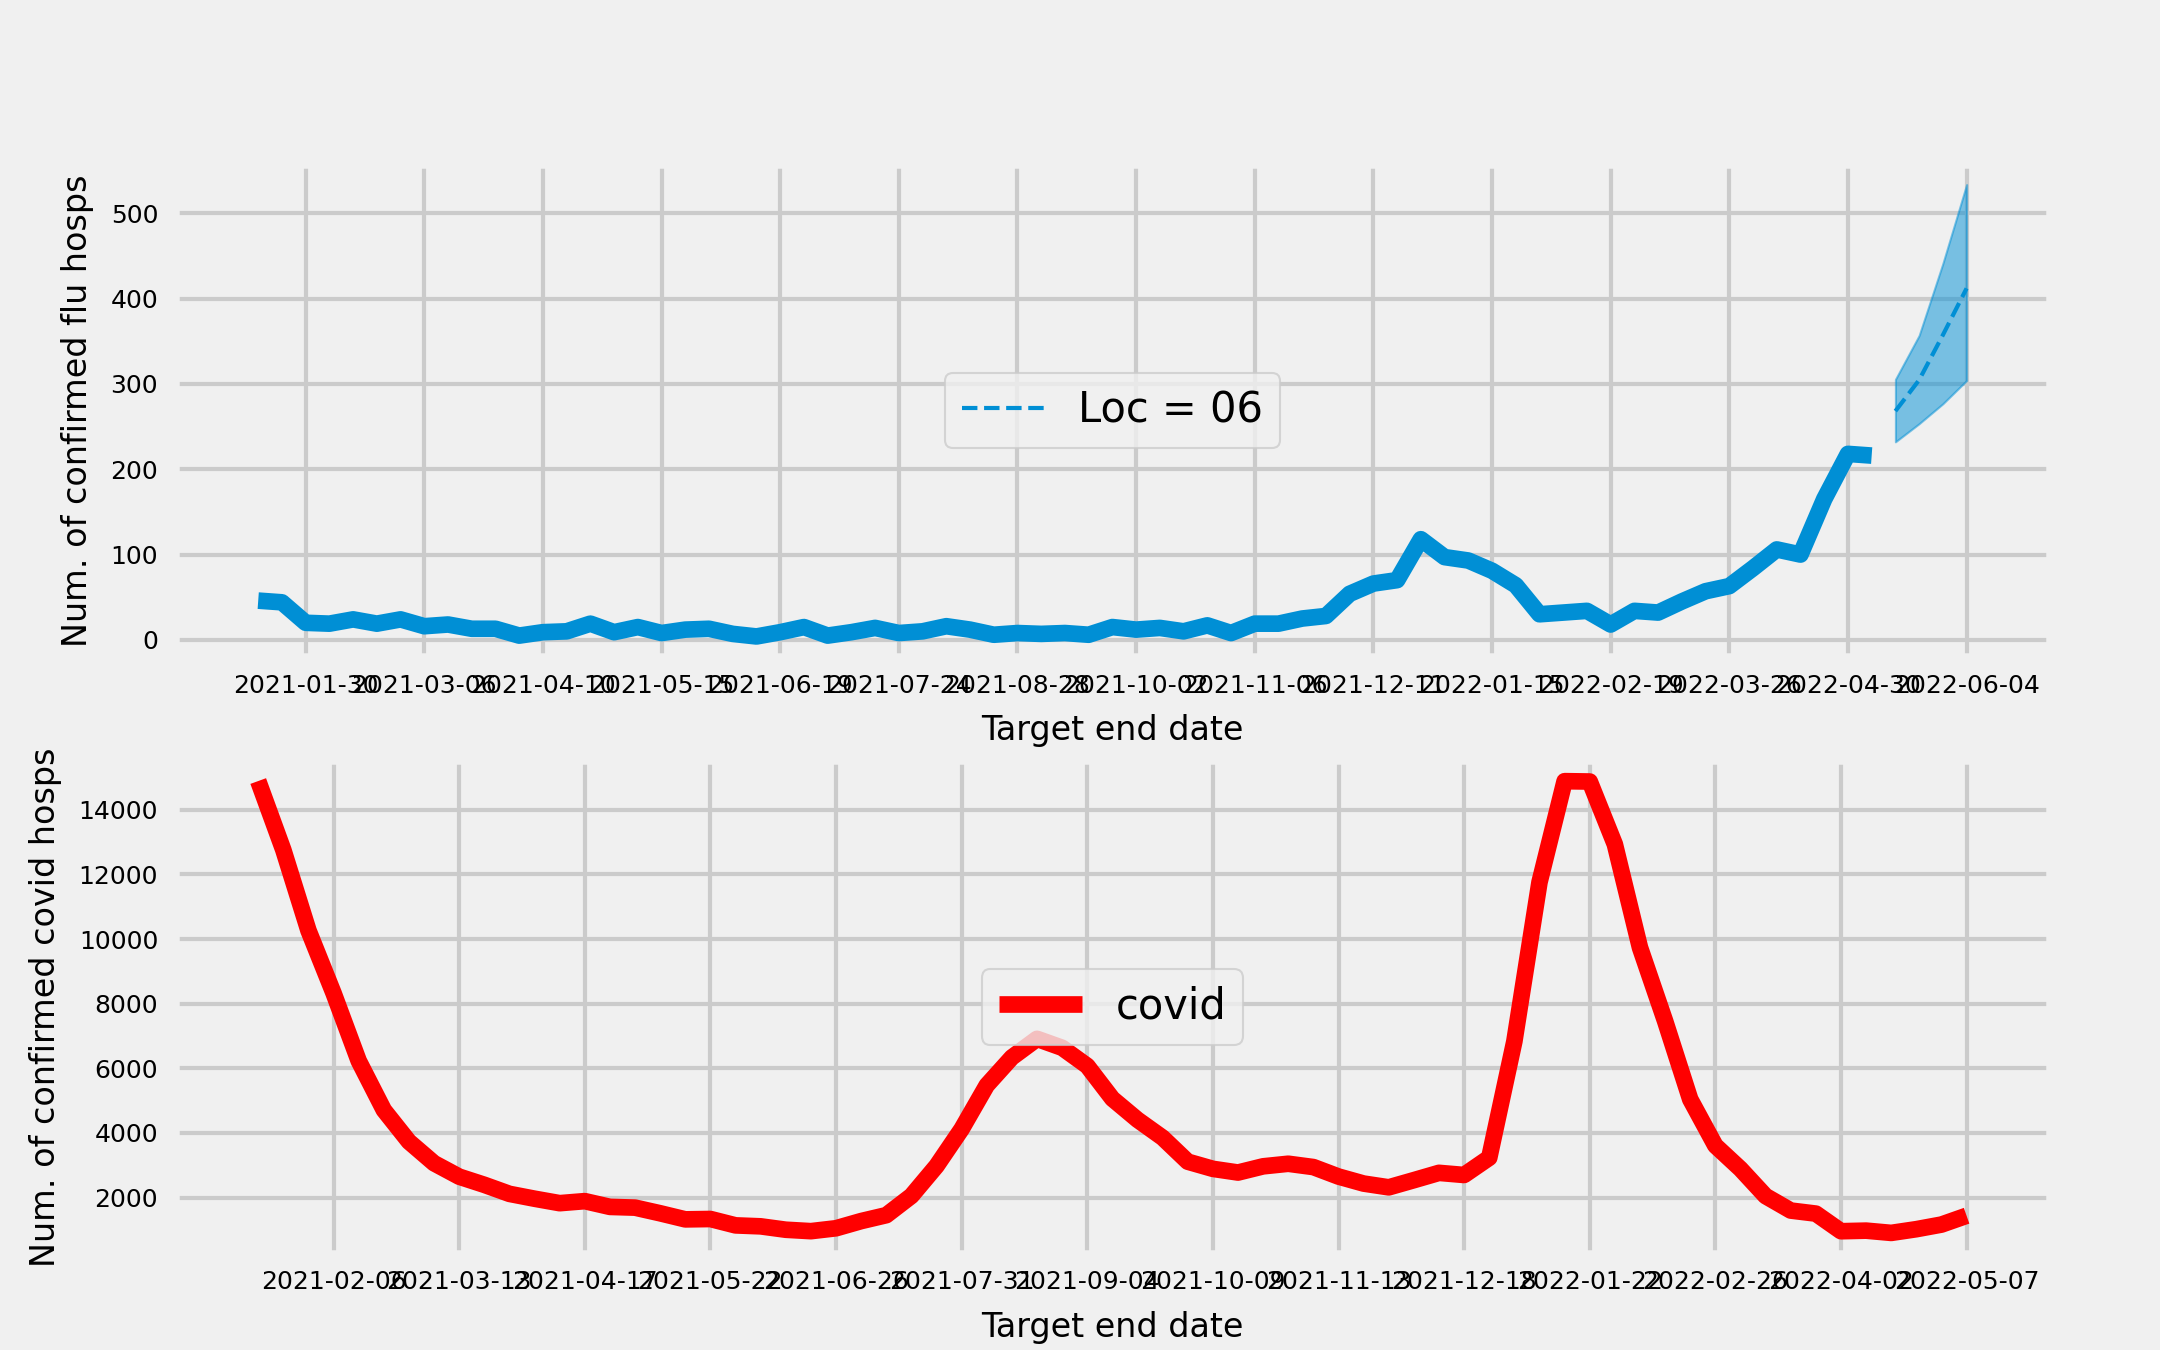 Num. of confirmed flu hosps
500
400
300
200
100
0
Loc = 06
2021-01-30 2021-03-06 2021-04-10 2021-05-15 2021-06-19 2021-07-24 2021-08-28 2021-10-02 2021-11-06 2021-12-11 2022-01-15 2022-02-19 2022-03-26 2022-04-30 2022-06-04
Target end date
Num. of confirmed covid hosps
14000
12000
10000
8000
6000
4000
2000
covid
2021-02-06 2021-03-13 2021-04-17 2021-05-22 2021-06-26 2021-07-31 2021-09-04 2021-10-09 2021-11-13 2021-12-18 2022-01-22 2022-02-26 2022-04-02 2022-05-07
Target end date